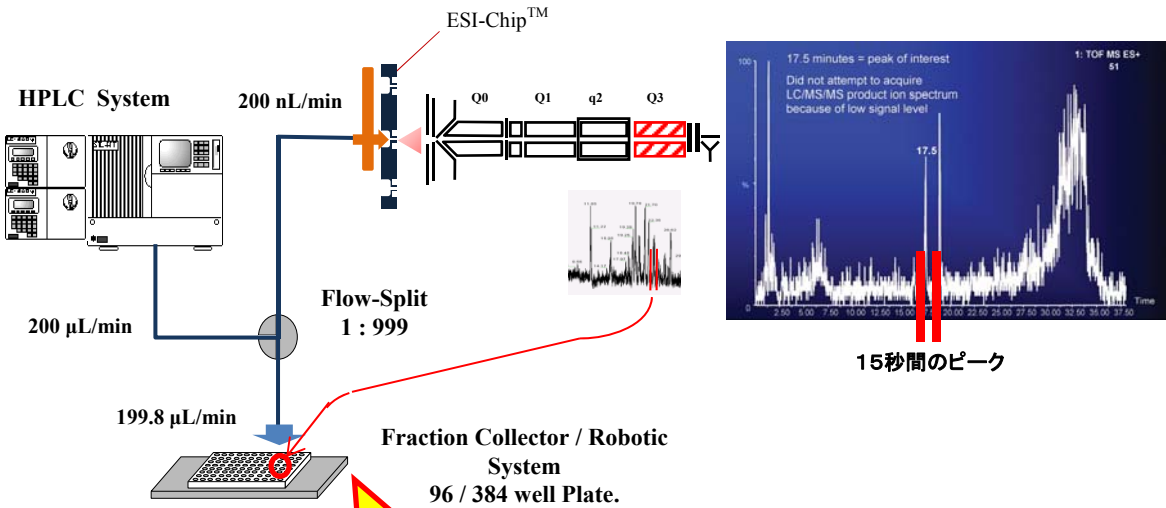 ESI-Chip™
HPLC System
200 nL/min
Q0
Q1
q2
Q3
200 µL/min
Flow-Split
1 : 999
199.8 µL/min
Fraction Collector / Robotic
System
96 / 384 well Plate.
17.5 minutes = peak of interest
Did not attempt to acquire
LC/MS/MS product ion spectrum
because of low signal level
1: TOF MS ES+
51
100
17.5
%
0
2.50 5.00 7.50 10.00 12.50 15.00 17.50 20.00 22.50 25.00 27.50 30.00 32.50 35.00 37.50
Time
15秒間のピーク